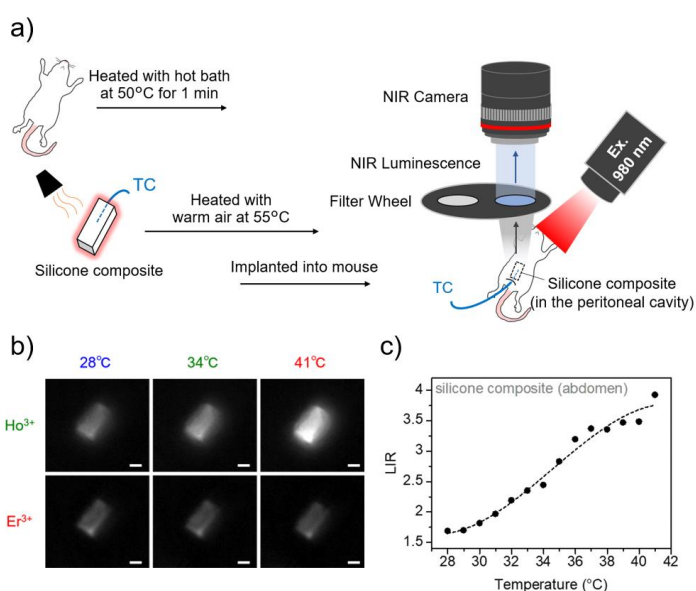 a)
Heated with hot bath
at 50°C for 1 min
TC
Silicone composite
Heated with
warm air at 55°C
Implanted into mouse
NIR Camera
NIR Luminescence
Filter Wheel
Ex.
980 nm
TC
Silicone composite
(in the peritoneal cavity)
b)
28℃ 34℃ 41℃
Ho³⁺
Er³⁺
c)
silicone composite (abdomen)
LIR
4
3.5
3
2.5
2
1.5
28 30 32 34 36 38 40 42
Temperature (°C)